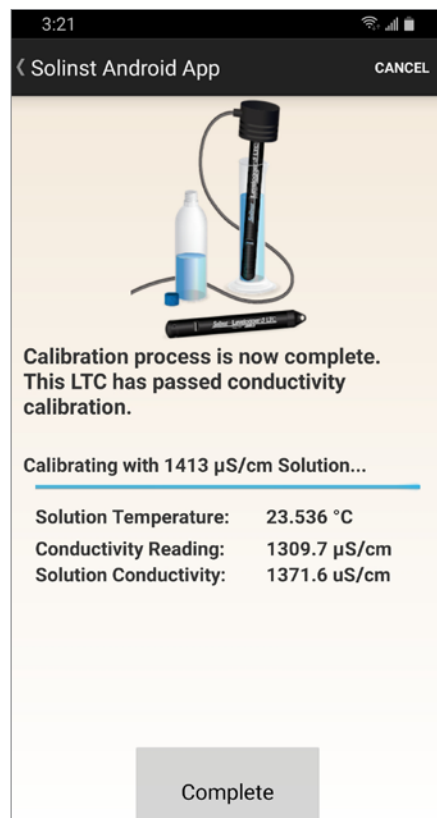 3:21
Solinst Android App
CANCEL
Calibration process is now complete.
This LTC has passed conductivity
calibration.
Calibrating with 1413 µS/cm Solution...
Solution Temperature: 23.536 °C
Conductivity Reading: 1309.7 µS/cm
Solution Conductivity: 1371.6 uS/cm
Complete